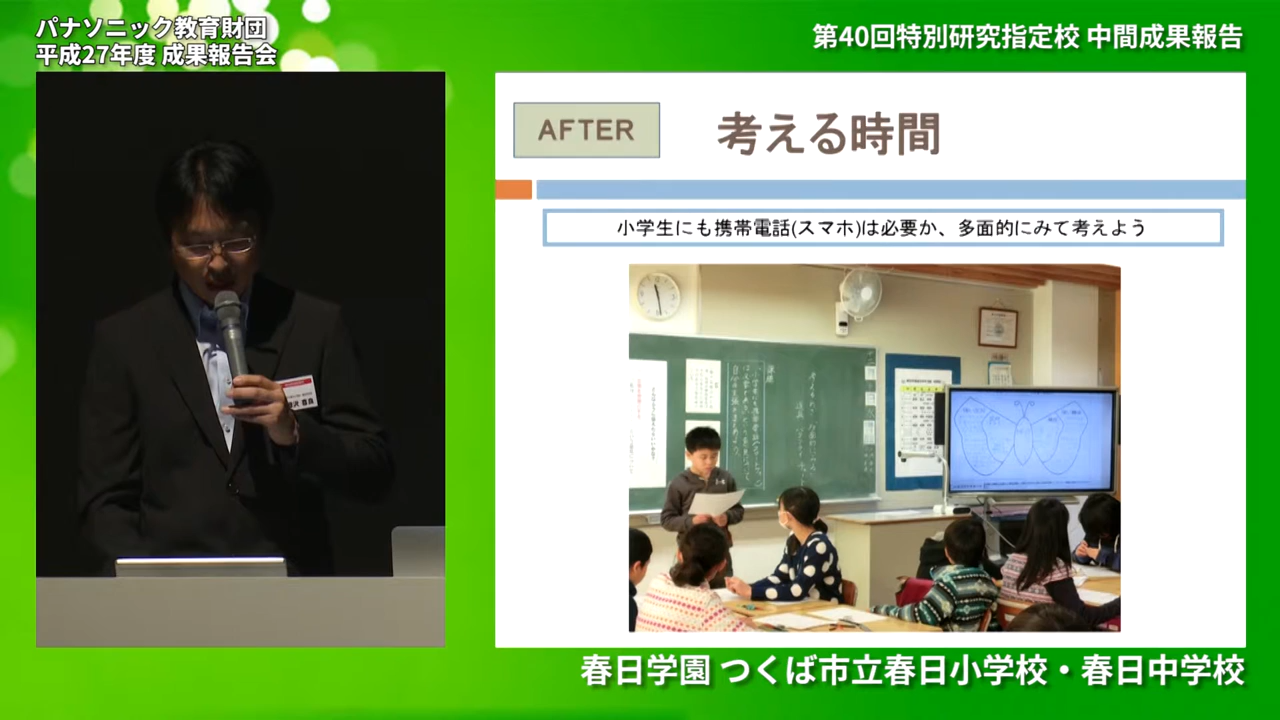 パナソニック教育財団
平成27年度 成果報告会
第40回特別研究指定校 中間成果報告
AFTER
考える時間
小学生にも携帯電話(スマホ)は必要か、多面的にみて考えよう
春日学園 つくば市立春日小学校・春日中学校